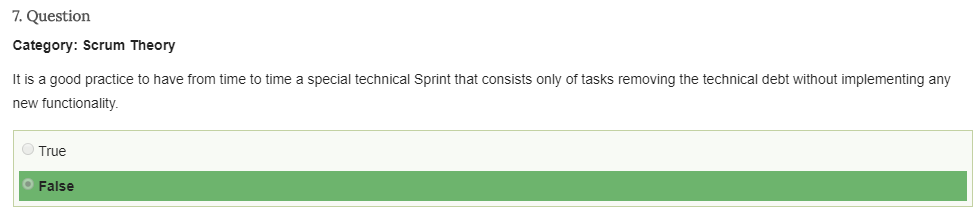 7. Question
Category: Scrum Theory
It is a good practice to have from time to time a special technical Sprint that consists only of tasks removing the technical debt without implementing any
new functionality.
True
False